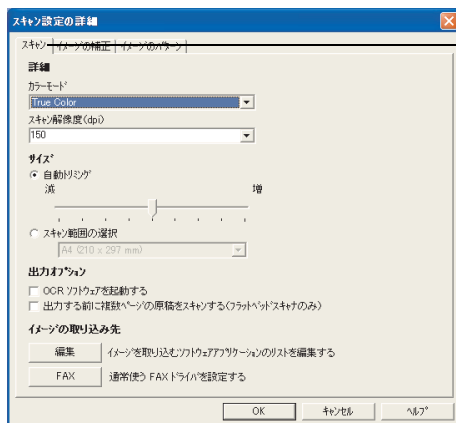 スキャン設定の詳細
スキャン イメージの補正 イメージのパターン
詳細
カラーモード
True Color
スキャン解像度(dpi)
150
サイズ
自動トリミング
減 増
スキャン範囲の選択
A4 (210 x 297 mm)
出力オプション
OCR ソフトウェアを起動する
出力する前に複数ページの原稿をスキャンする(フラットベッドスキャナのみ)
イメージの取り込み先
編集 イメージを取り込むソフトウェアアプリケーションのリストを編集する
FAX 通常使う FAX ドライバを設定する
OK キャンセル ヘルプ